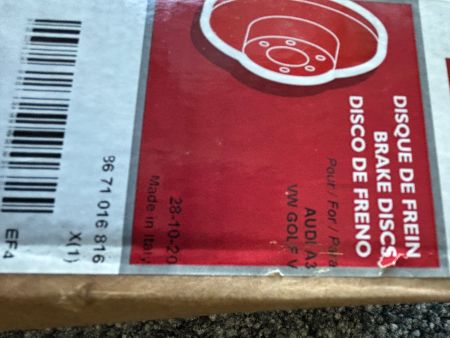 DISQUE DE FREIN
BRAKE DISCS
DISCO DE FRENO
Pour / For / Para
AUDI A3
VW GOLF V
28-10-20
Made in Italy
96 71 016 816
X(1)
EF4